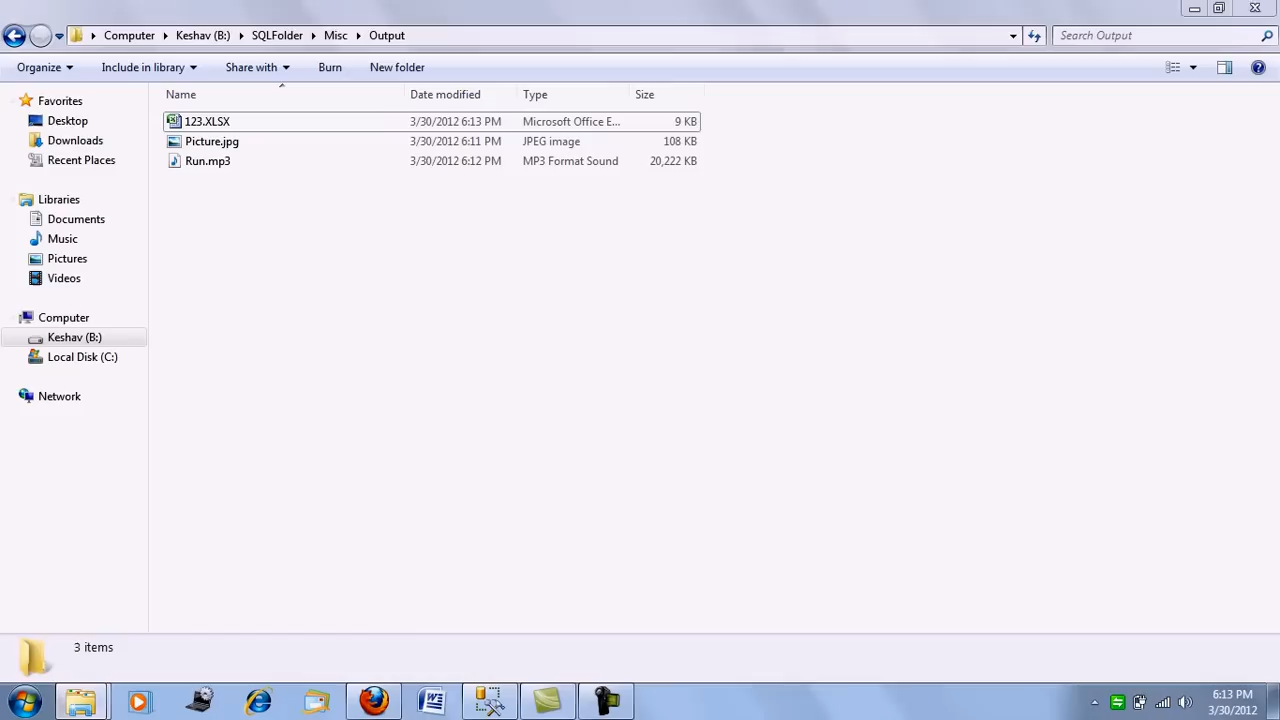 Computer Keshav (B:) SQLFolder Misc Output Search Output
Organize Include in library Share with Burn New folder
Name Date modified Type Size
Favorites
Desktop
Downloads
Recent Places
Libraries
Documents
Music
Pictures
Videos
Computer
Keshav (B:)
Local Disk (C:)
Network
123.XLSX 3/30/2012 6:13 PM Microsoft Office E... 9 KB
Picture.jpg 3/30/2012 6:11 PM JPEG image 108 KB
Run.mp3 3/30/2012 6:12 PM MP3 Format Sound 20,222 KB
3 items
6:13 PM
3/30/2012